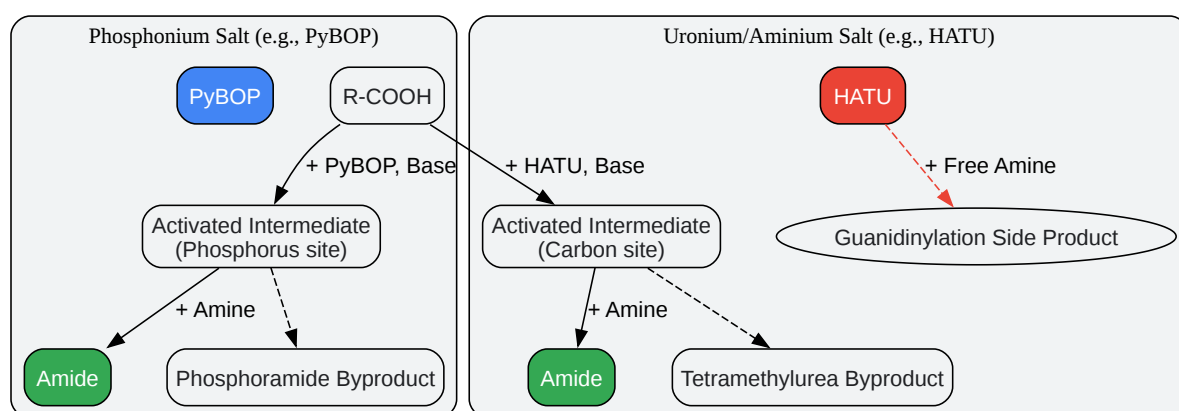 Phosphonium Salt (e.g., PyBOP)
Uronium/Aminium Salt (e.g., HATU)
PyBOP
R-COOH
HATU
+ PyBOP, Base
+ HATU, Base
+ Free Amine
Activated Intermediate
(Phosphorus site)
Activated Intermediate
(Carbon site)
Guanidinylation Side Product
+ Amine
+ Amine
Amide
Phosphoramide Byproduct
Amide
Tetramethylurea Byproduct